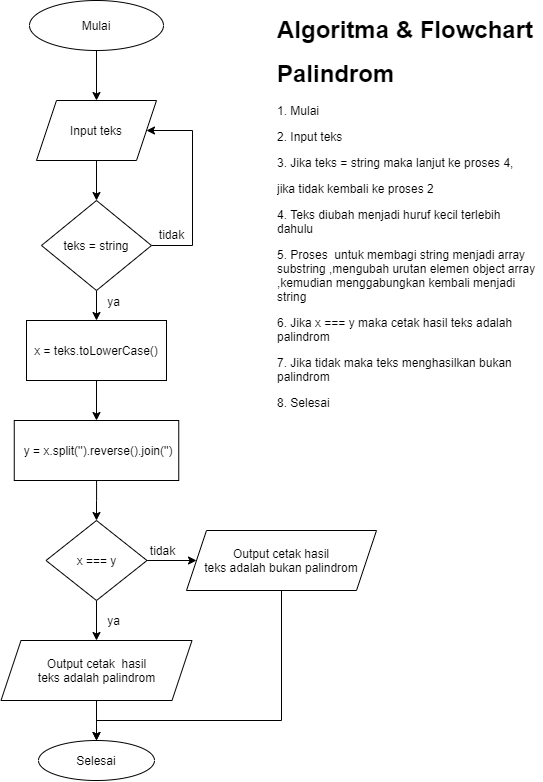 Mulai
Input teks
teks = string
tidak
ya
x = teks.toLowerCase()
y = x.split('').reverse().join('')
x === y
tidak
Output cetak hasil
teks adalah bukan palindrom
ya
Output cetak  hasil
teks adalah palindrom
Selesai
Algoritma & Flowchart
Palindrom
1. Mulai
2. Input teks
3. Jika teks = string maka lanjut ke proses 4,
jika tidak kembali ke proses 2
4. Teks diubah menjadi huruf kecil terlebih
dahulu
5. Proses  untuk membagi string menjadi array
substring ,mengubah urutan elemen object array
,kemudian menggabungkan kembali menjadi
string
6. Jika x === y maka cetak hasil teks adalah
palindrom
7. Jika tidak maka teks menghasilkan bukan
palindrom
8. Selesai